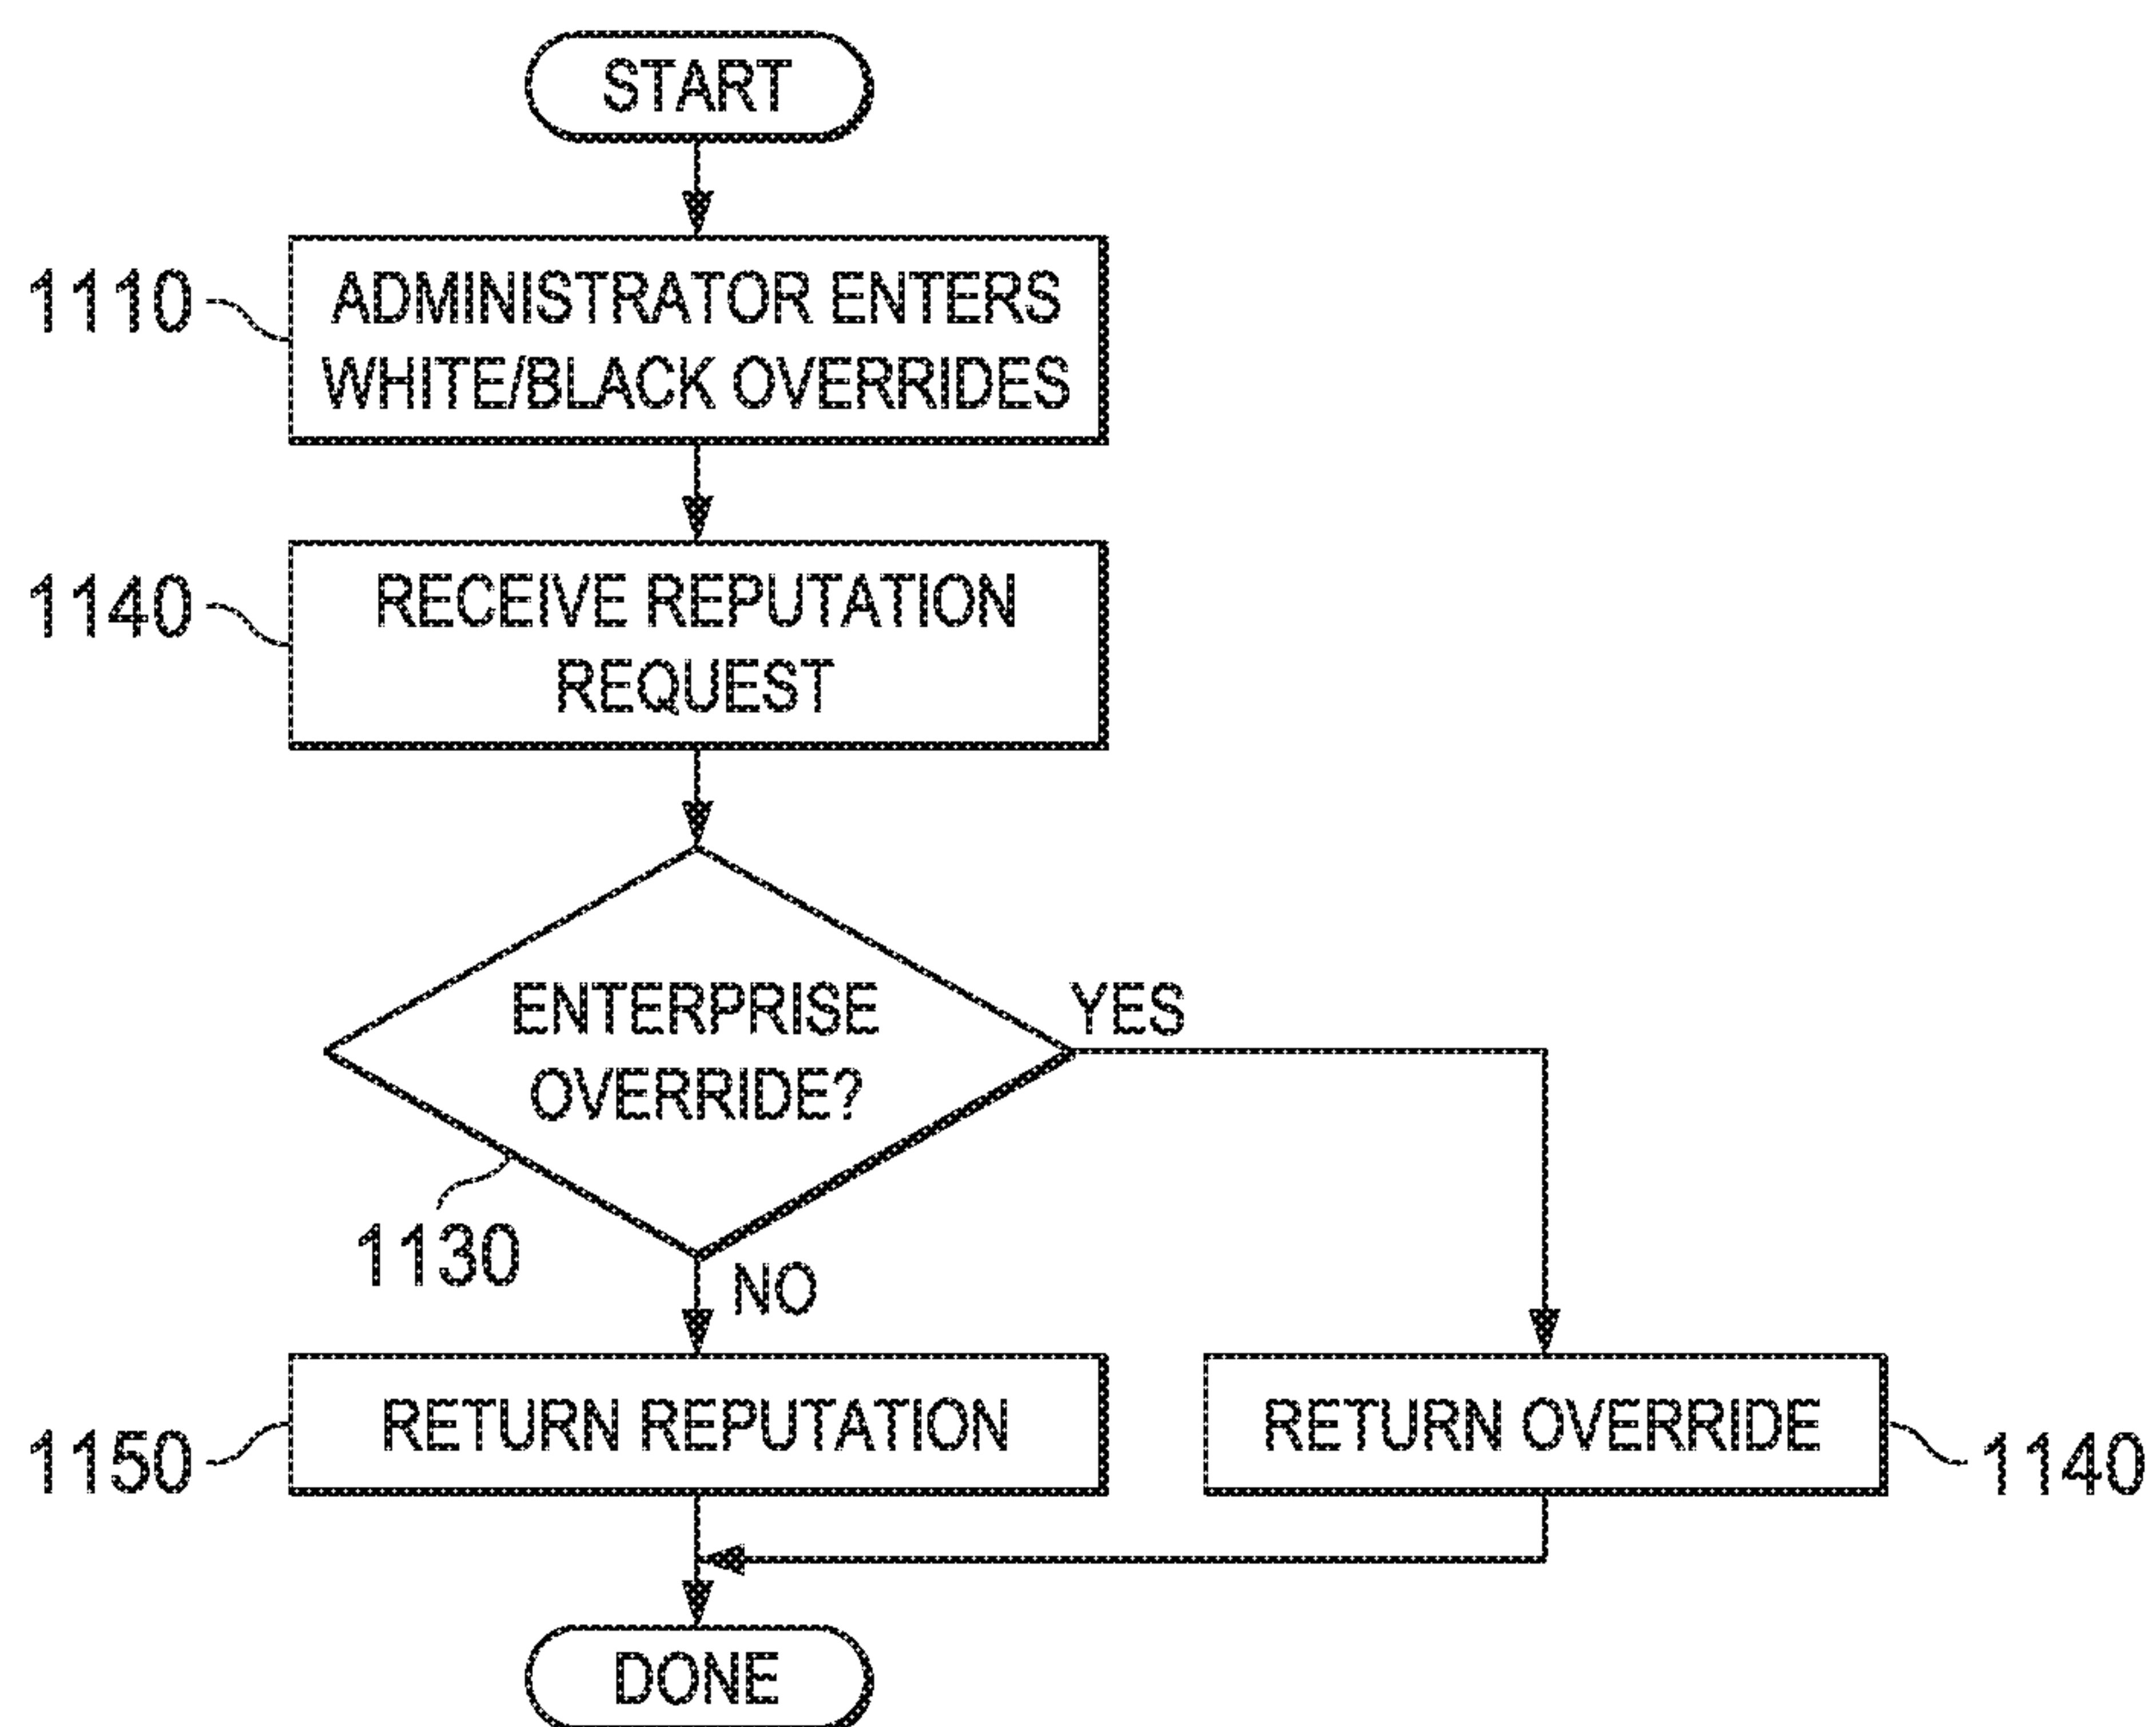 START
1110
ADMINISTRATOR ENTERS
WHITE/BLACK OVERRIDES
1140
RECEIVE REPUTATION
REQUEST
ENTERPRISE
OVERRIDE?
YES
1130
NO
1150
RETURN REPUTATION
RETURN OVERRIDE
1140
DONE